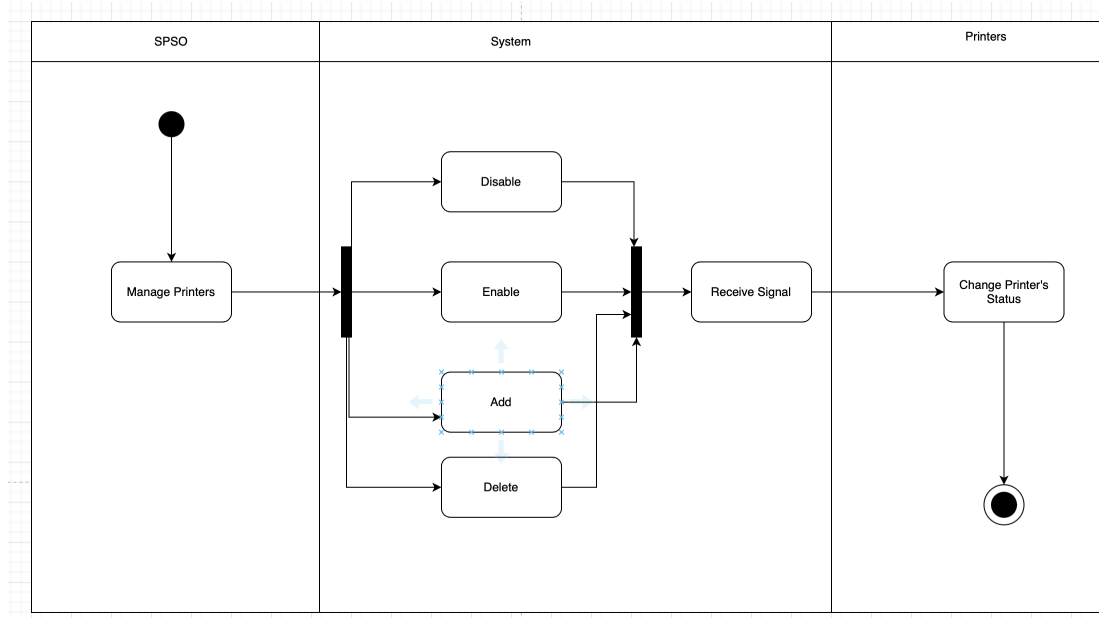 SPSO
System
Printers
Disable
Manage Printers
Enable
Receive Signal
Change Printer's
Status
Add
Delete